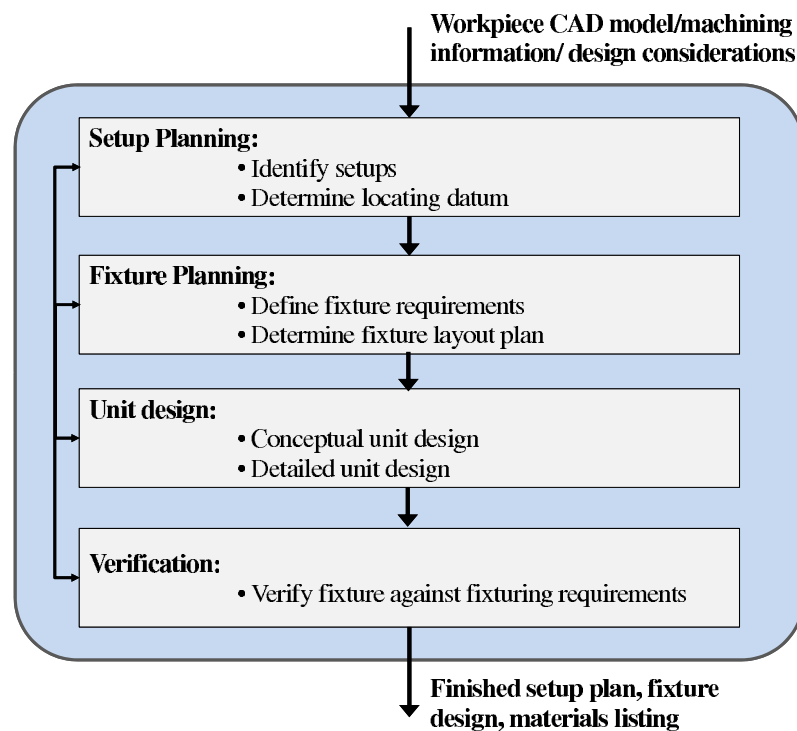 Workpiece CAD model/machining
information/ design considerations
Setup Planning:
• Identify setups
• Determine locating datum
Fixture Planning:
• Define fixture requirements
• Determine fixture layout plan
Unit design:
• Conceptual unit design
• Detailed unit design
Verification:
• Verify fixture against fixturing requirements
Finished setup plan, fixture
design, materials listing